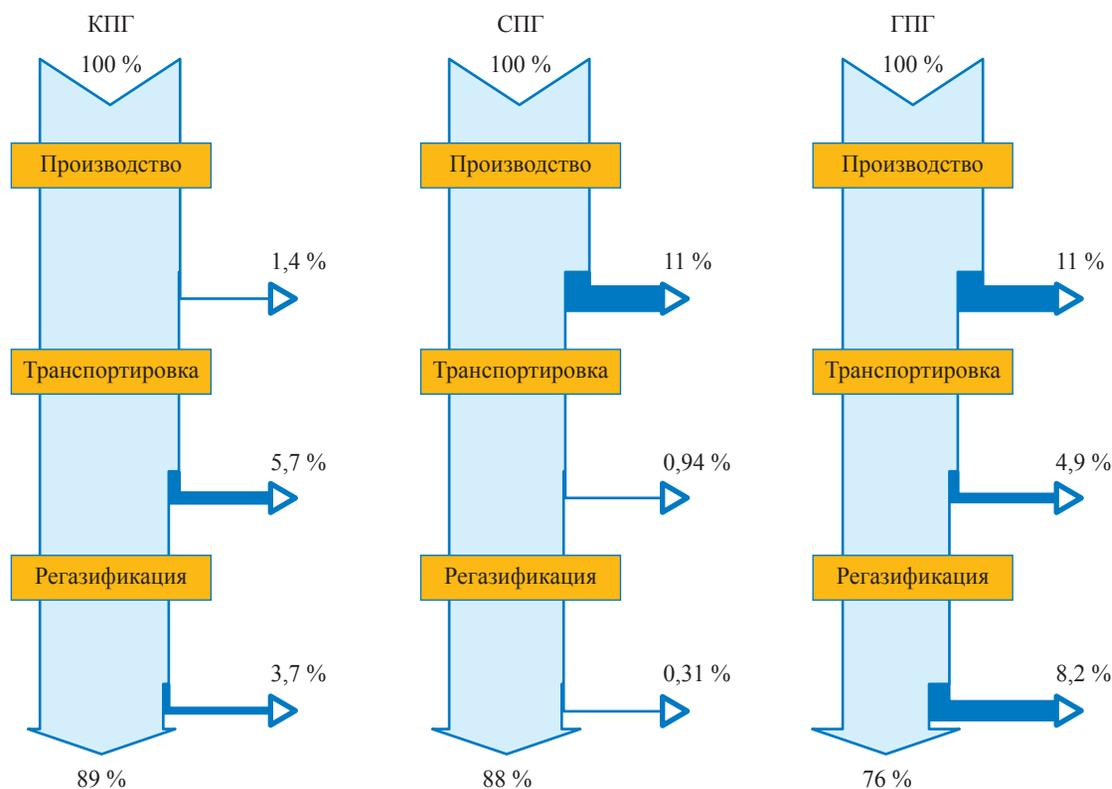 КПГ
100 %
Производство
1,4 %
Транспортировка
5,7 %
Регазификация
3,7 %
89 %
СПГ
100 %
Производство
11 %
Транспортировка
0,94 %
Регазификация
0,31 %
88 %
ГПГ
100 %
Производство
11 %
Транспортировка
4,9 %
Регазификация
8,2 %
76 %